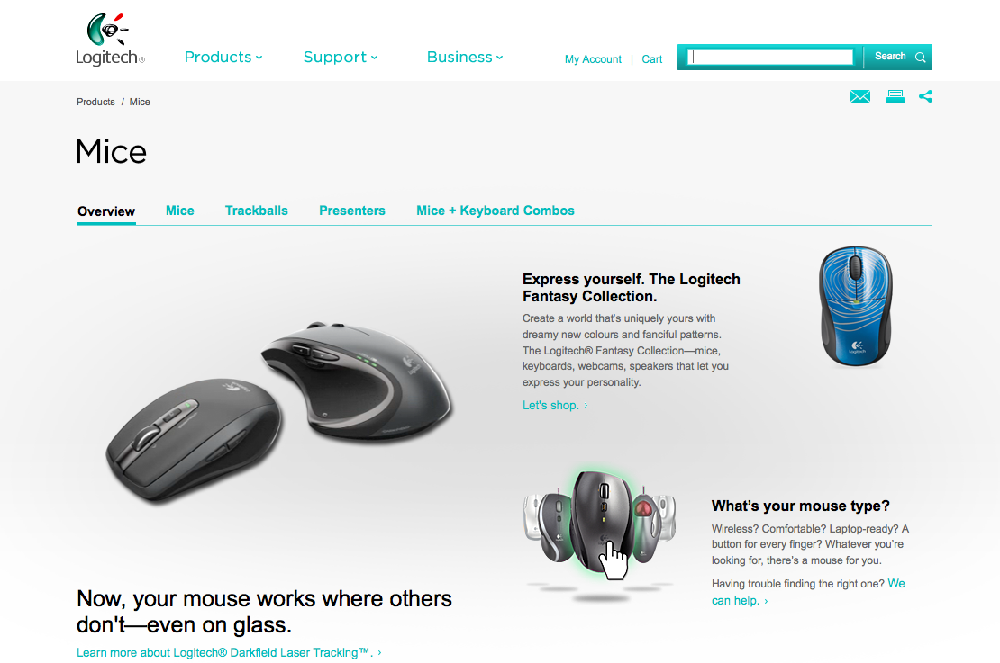 Logitech®
Products
Support
Business
My Account | Cart
Search
Products / Mice
Mice
Overview
Mice
Trackballs
Presenters
Mice + Keyboard Combos
Express yourself. The Logitech
Fantasy Collection.
Create a world that's uniquely yours with
dreamy new colours and fanciful patterns.
The Logitech® Fantasy Collection—mice,
keyboards, webcams, speakers that let you
express your personality.
Let's shop. ›
Logitech
What's your mouse type?
Wireless? Comfortable? Laptop-ready? A
button for every finger? Whatever you're
looking for, there's a mouse for you.
Having trouble finding the right one? We
can help. ›
Now, your mouse works where others
don't—even on glass.
Learn more about Logitech® Darkfield Laser Tracking™. ›